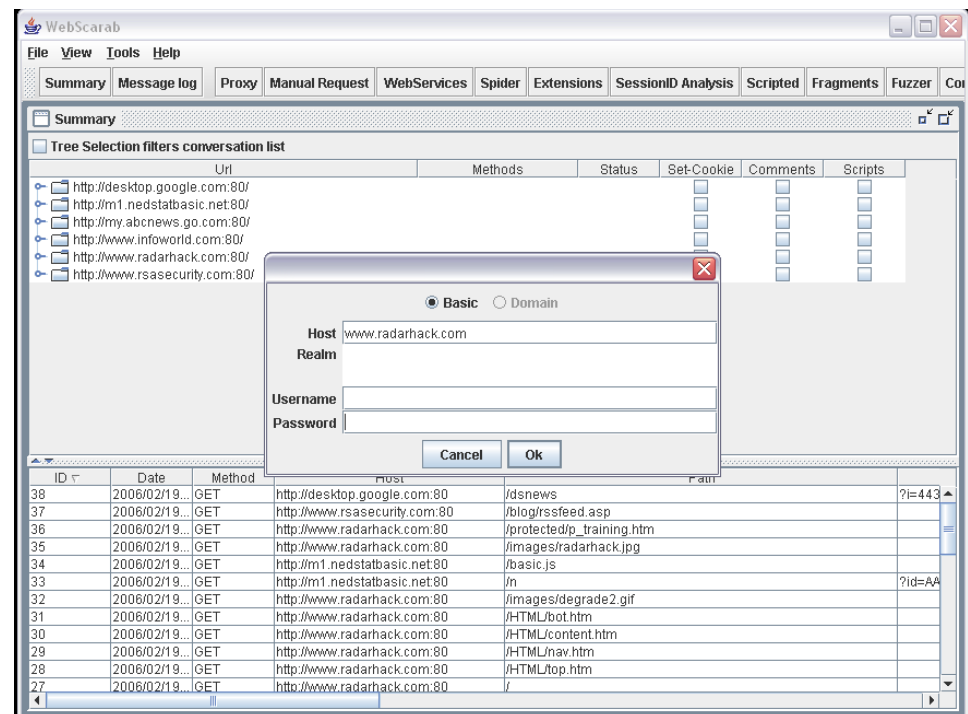 WebScarab
File View Tools Help
Summary Message log Proxy Manual Request WebServices Spider Extensions SessionID Analysis Scripted Fragments Fuzzer
Summary
Tree Selection filters conversation list
Url Methods Status Set-Cookie Comments Scripts
http://desktop.google.com:80/
http://m1.nedstatbasic.net:80/
http://my.abcnews.go.com:80/
http://www.infoworld.com:80/
http://www.radarhack.com:80/
http://www.rsasecurity.com:80/
Basic Domain
Host www.radarhack.com
Realm
Username
Password
Cancel Ok
ID Date Method Host Path
38 2006/02/19... GET http://desktop.google.com:80 /dsnews ?i=443
37 2006/02/19... GET http://www.rsasecurity.com:80 /blog/rssfeed.asp
36 2006/02/19... GET http://www.radarhack.com:80 /protected/p_training.htm
35 2006/02/19... GET http://www.radarhack.com:80 /images/radarhack.jpg
34 2006/02/19... GET http://m1.nedstatbasic.net:80 /basic.js
33 2006/02/19... GET http://m1.nedstatbasic.net:80 /n ?id=AA
32 2006/02/19... GET http://www.radarhack.com:80 /images/degrade2.gif
31 2006/02/19... GET http://www.radarhack.com:80 /HTML/bot.htm
30 2006/02/19... GET http://www.radarhack.com:80 /HTML/content.htm
29 2006/02/19... GET http://www.radarhack.com:80 /HTML/nav.htm
28 2006/02/19... GET http://www.radarhack.com:80 /HTML/top.htm
27 2006/02/19... GET http://www.radarhack.com:80 /